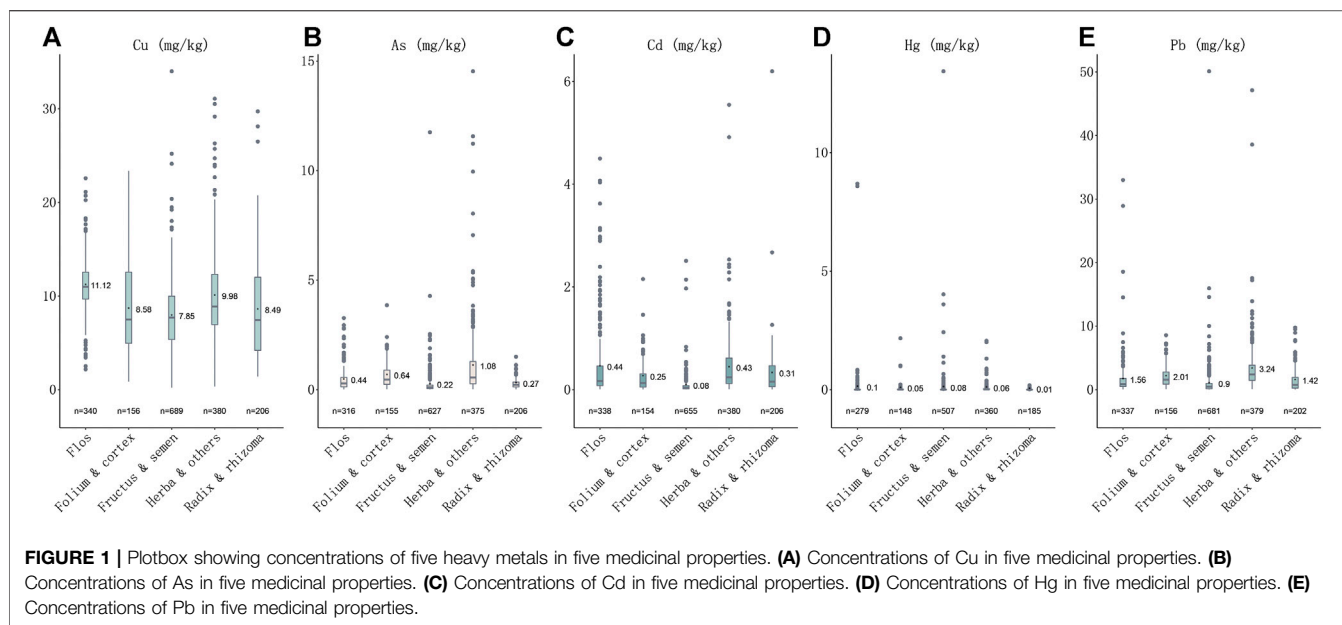 A
Cu (mg/kg)
30
20
10
0
11.12
8.58
7.85
9.98
8.49
n=340
n=156
n=689
n=380
n=206
Flos
Folium & cortex
Fructus & semen
Herba & others
Radix & rhizoma
B
As (mg/kg)
15
10
5
0
0.44
0.64
0.22
1.08
0.27
n=316
n=155
n=627
n=375
n=206
Flos
Folium & cortex
Fructus & semen
Herba & others
Radix & rhizoma
C
Cd (mg/kg)
6
4
2
0
0.44
0.25
0.08
0.43
0.31
n=338
n=154
n=655
n=380
n=206
Flos
Folium & cortex
Fructus & semen
Herba & others
Radix & rhizoma
D
Hg (mg/kg)
10
5
0
0.1
0.05
0.08
0.06
0.01
n=279
n=148
n=507
n=360
n=185
Flos
Folium & cortex
Fructus & semen
Herba & others
Radix & rhizoma
E
Pb (mg/kg)
50
40
30
20
10
0
1.56
2.01
0.9
3.24
1.42
n=337
n=156
n=681
n=379
n=202
Flos
Folium & cortex
Fructus & semen
Herba & others
Radix & rhizoma
FIGURE 1 | Plotbox showing concentrations of five heavy metals in five medicinal properties. (A) Concentrations of Cu in five medicinal properties. (B)
Concentrations of As in five medicinal properties. (C) Concentrations of Cd in five medicinal properties. (D) Concentrations of Hg in five medicinal properties. (E)
Concentrations of Pb in five medicinal properties.